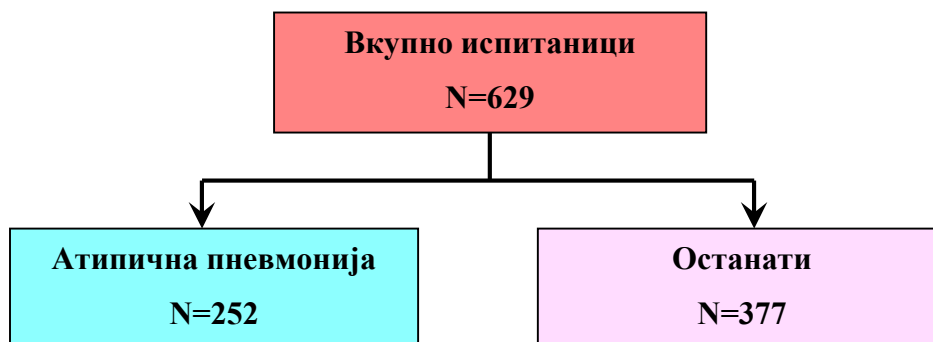 Вкупно испитаници
N=629
Атипична пневмонија
N=252
Останати
N=377